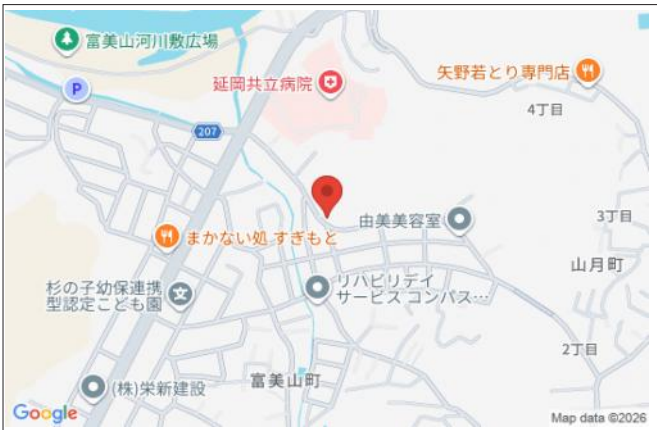 富美山河川敷広場
延岡共立病院
矢野若とり専門店
P
4丁目
207
3丁目
由美美容室
まかない処 すぎもと
山月町
リハビリデイ
サービス コンパス…
杉の子幼保連携
型認定こども園
2丁目
富美山町
(株)栄新建設
Google
Map data ©2026